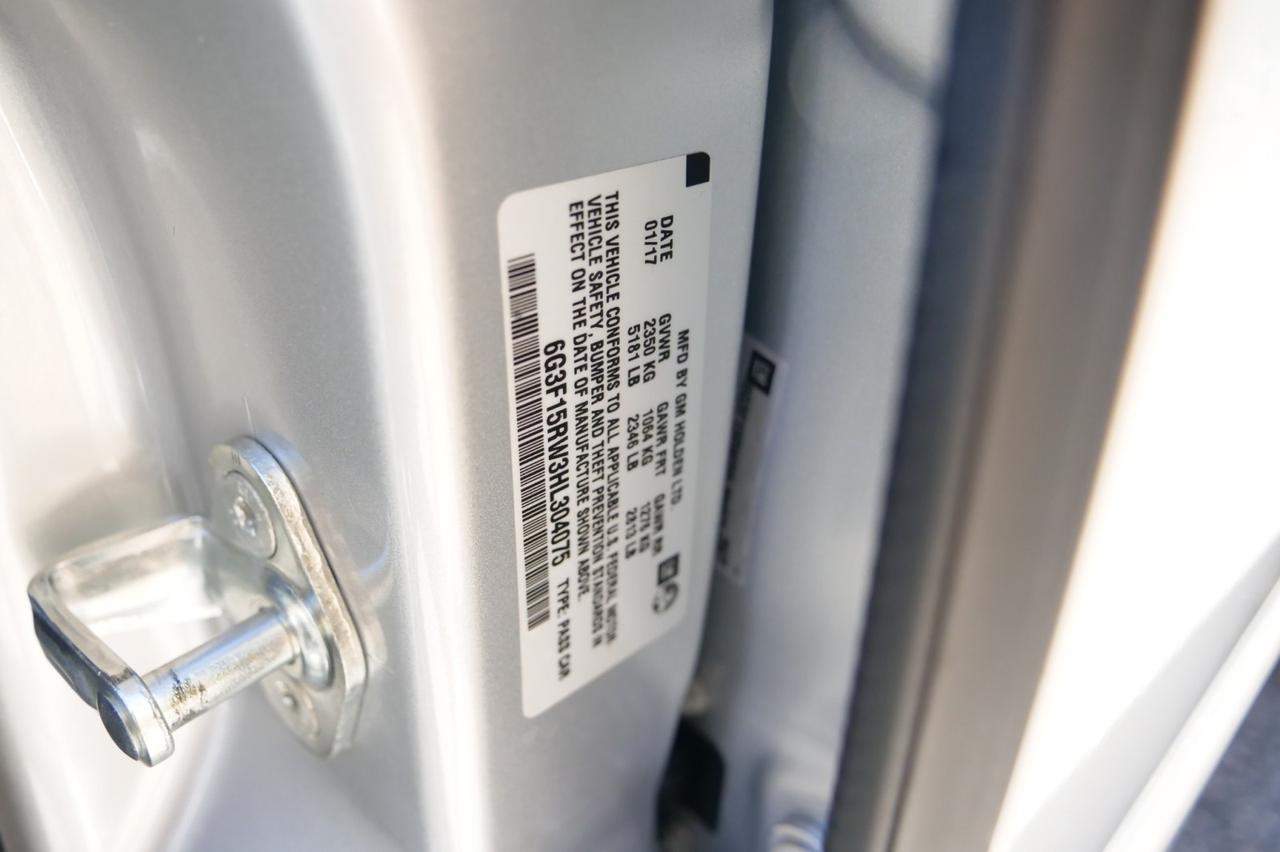 MFD BY GM HOLDEN LTD.
DATE GVWR GAWR FRT GAWR RR.
01/17 2350 KG 1064 KG 1276 KG
5181 LB 2346 LB 2813 LB
THIS VEHICLE CONFORMS TO ALL APPLICABLE U.S. FEDERAL MOTOR
VEHICLE SAFETY, BUMPER AND THEFT PREVENTION STANDARDS IN
EFFECT ON THE DATE OF MANUFACTURE SHOWN ABOVE.
6G3F15RW3HL304075 TYPE: PASS CAR